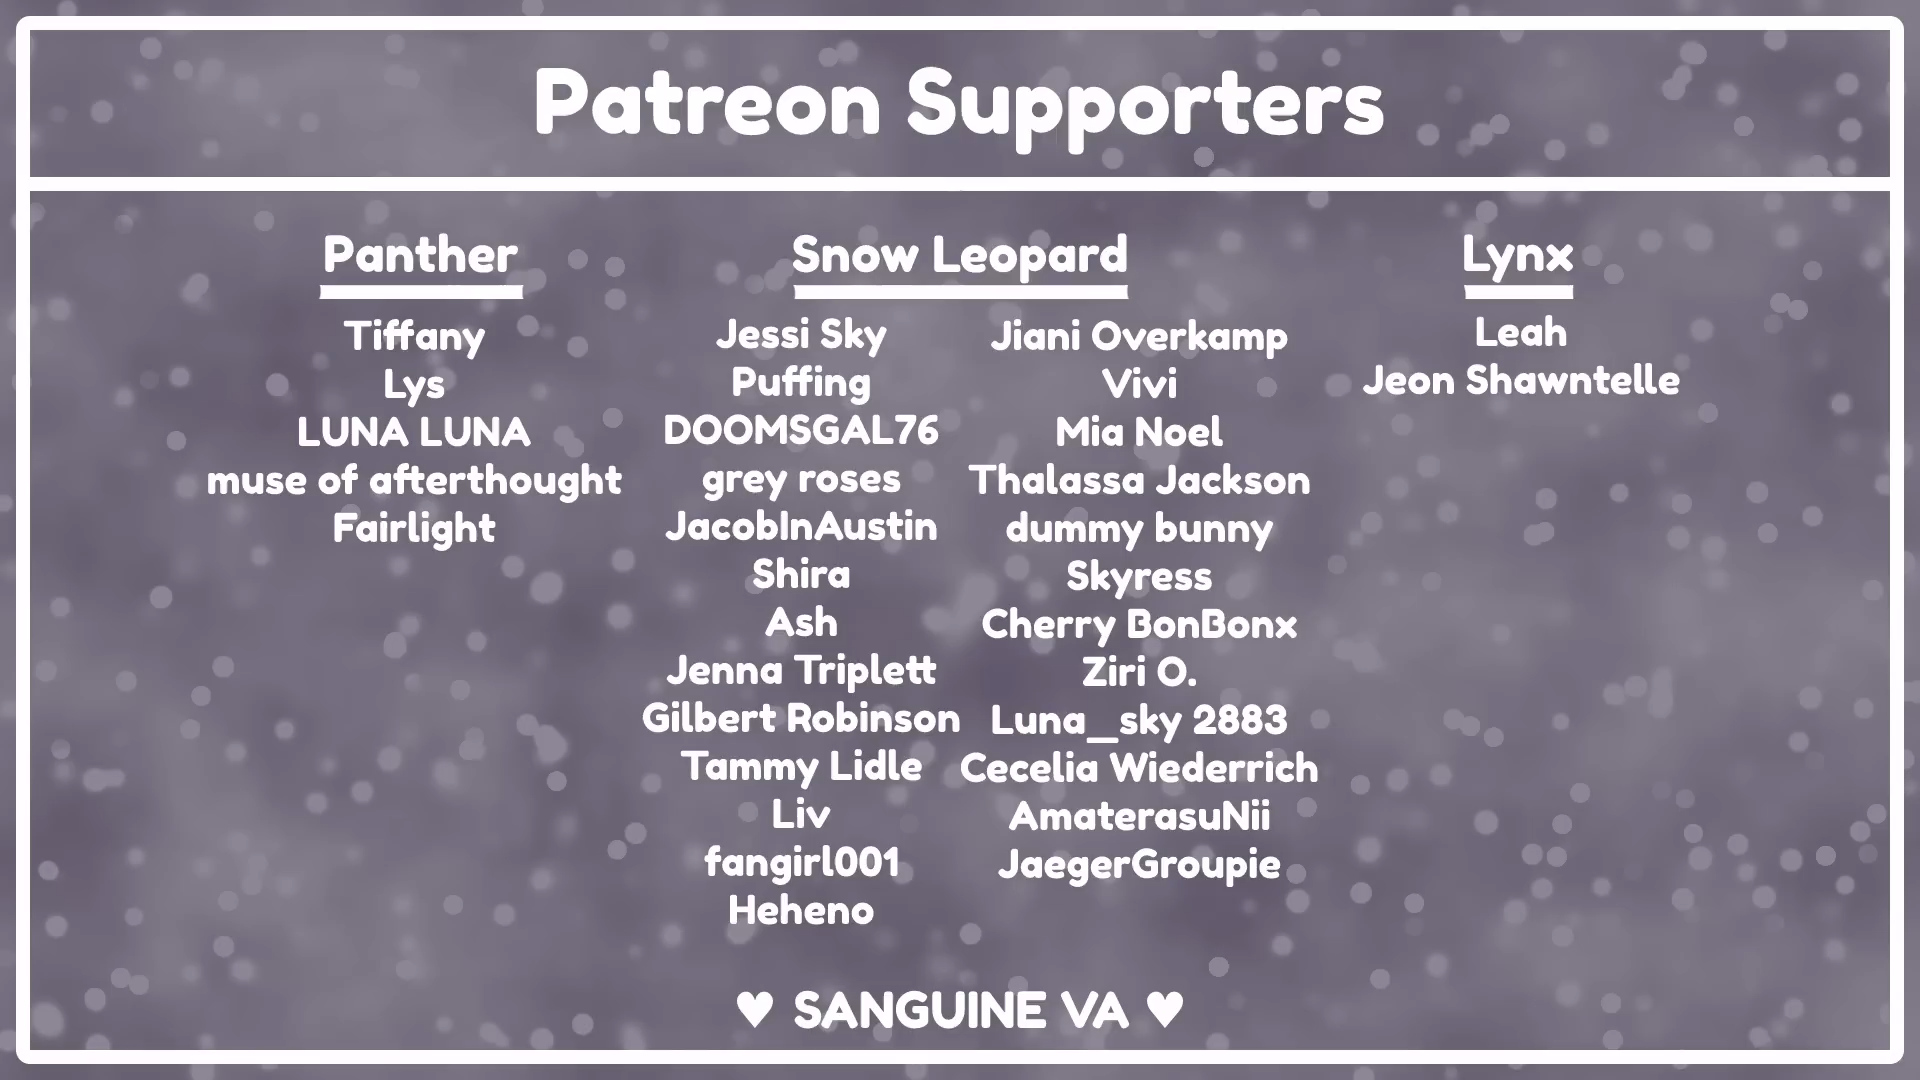 Patreon Supporters
Panther
Tiffany
Lys
LUNA LUNA
muse of afterthought
Fairlight
Snow Leopard
Jessi Sky
Puffing
DOOMSGAL76
grey roses
JacobInAustin
Shira
Ash
Jenna Triplett
Gilbert Robinson
Tammy Lidle
Liv
fangirl001
Heheno
Jiani Overkamp
Vivi
Mia Noel
Thalassa Jackson
dummy bunny
Skyress
Cherry BonBonx
Ziri O.
Luna_sky 2883
Cecelia Wiederrich
AmaterasuNii
JaegerGroupie
Lynx
Leah
Jeon Shawntelle
♥ SANGUINE VA ♥